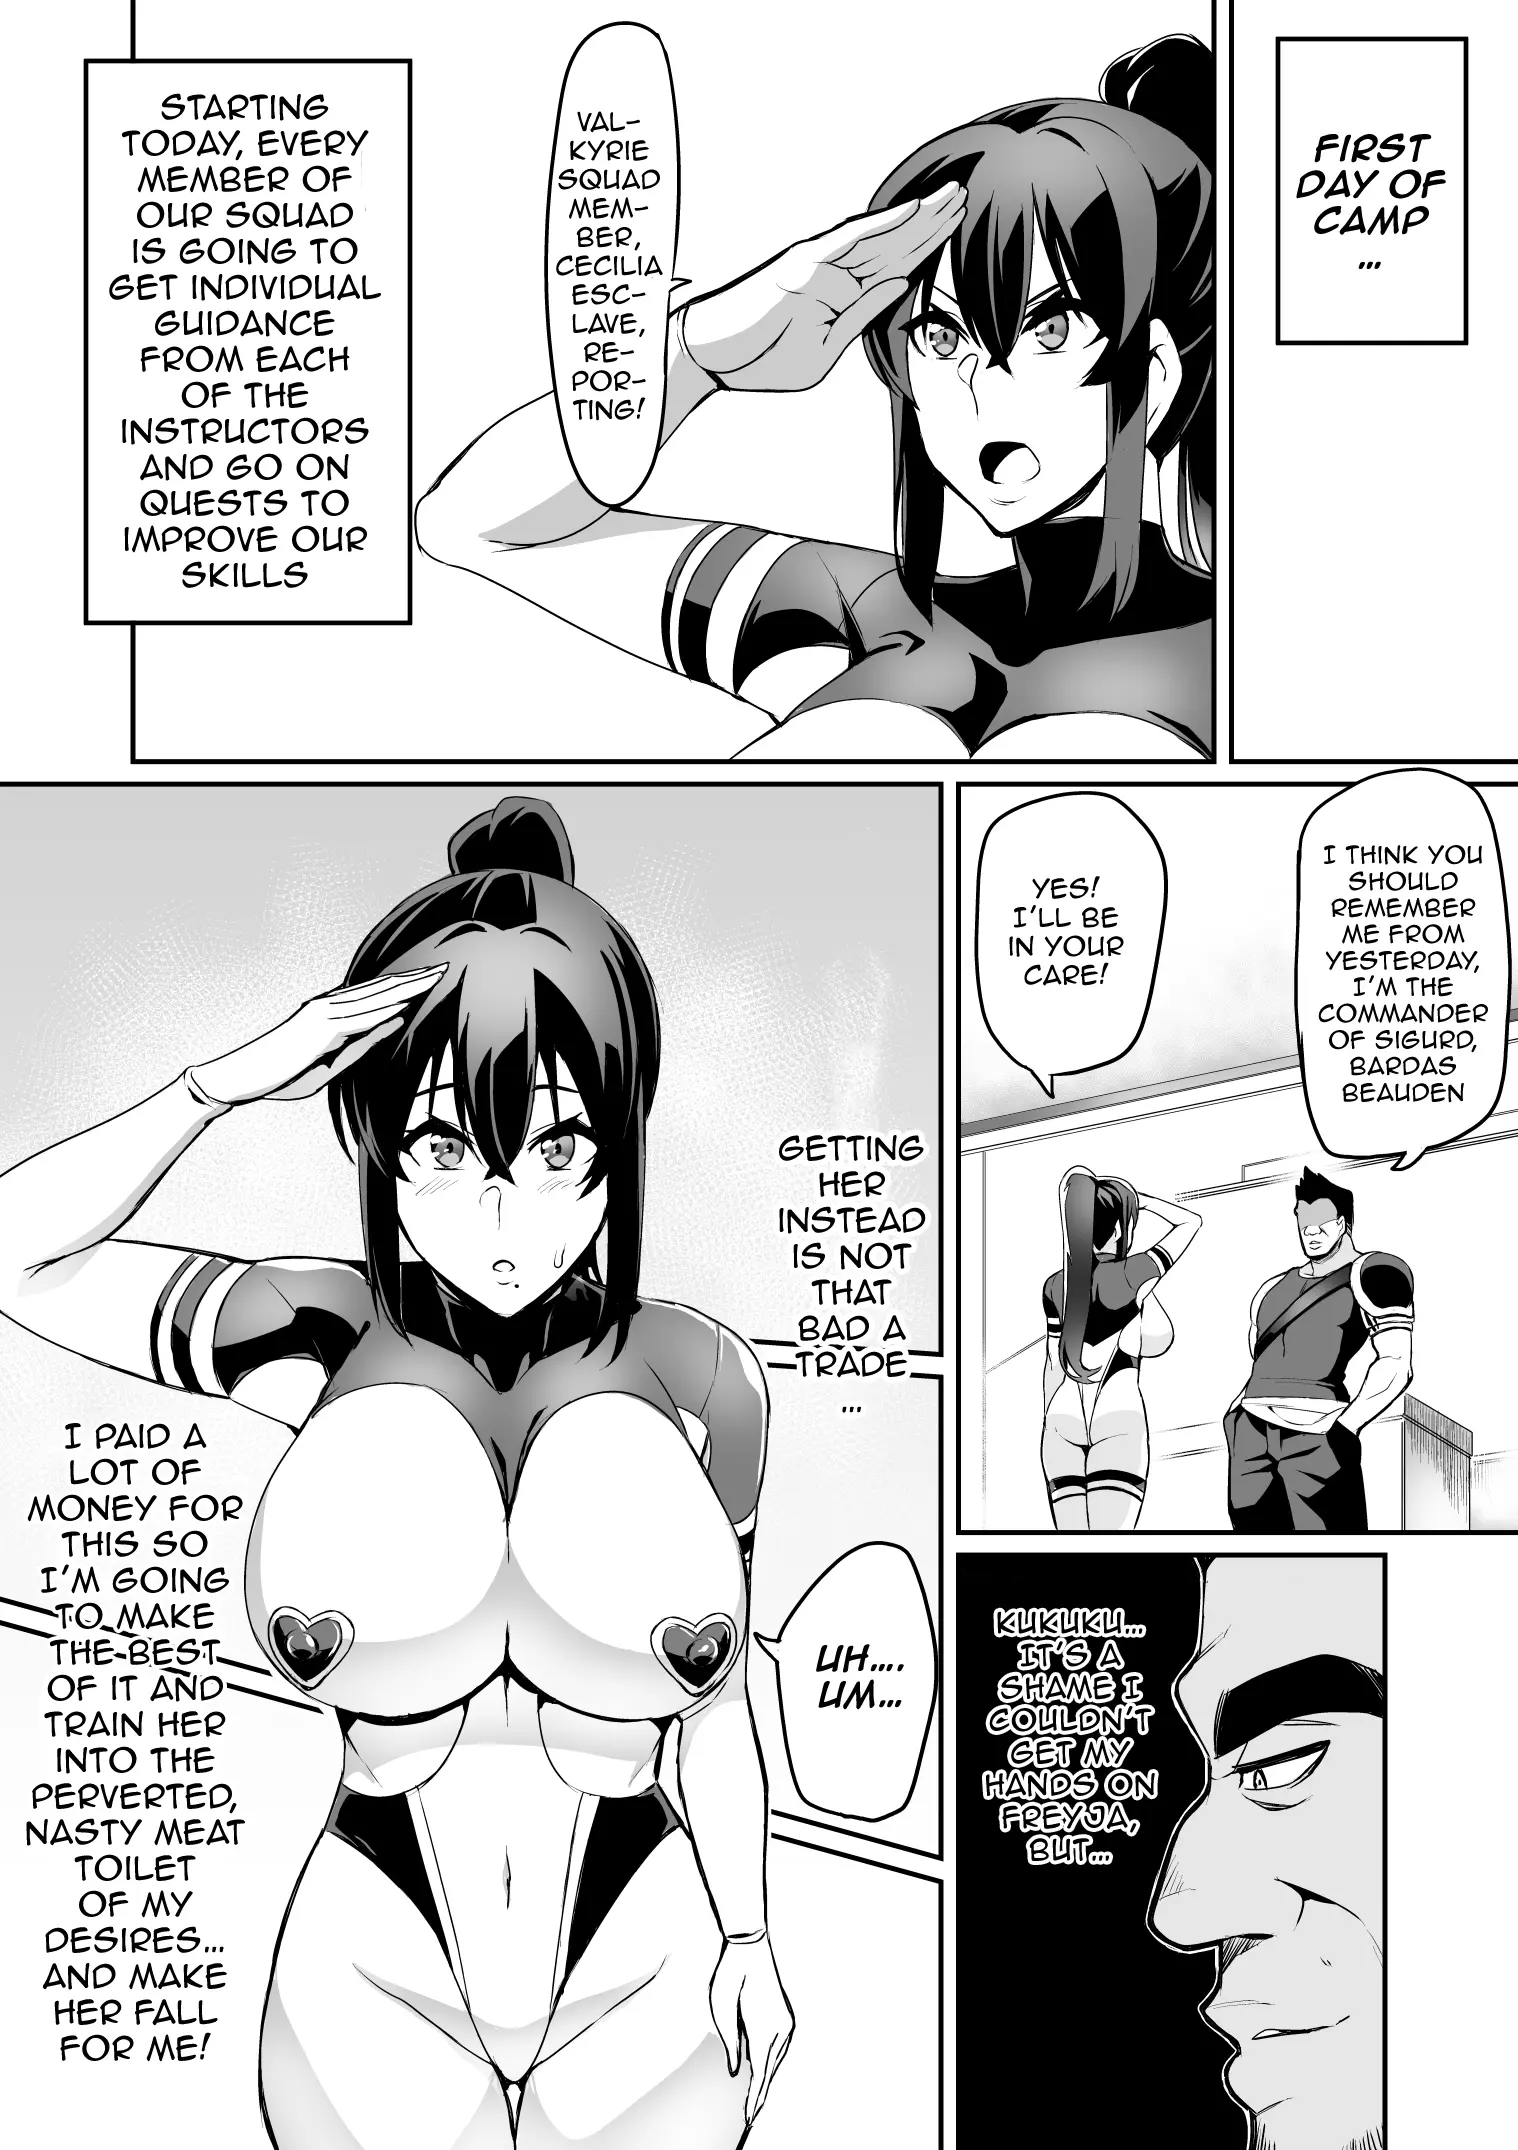 FIRST
DAY OF
CAMP
...
VAL-
KYRIE
SQUAD
MEM-
BER,
CECILIA
ESC-
LAVE,
RE-
POR-
TING!
STARTING
TODAY, EVERY
MEMBER OF
OUR SQUAD
IS GOING TO
GET INDIVIDUAL
GUIDANCE
FROM EACH
OF THE
INSTRUCTORS
AND GO ON
QUESTS TO
IMPROVE OUR
SKILLS
I THINK YOU
SHOULD
REMEMBER
ME FROM
YESTERDAY,
I'M THE
COMMANDER
OF SIGURD,
BARDAS
BEAUDEN
YES!
I'LL BE
IN YOUR
CARE!
KUKUKU...
IT'S A
SHAME I
COULDN'T
GET MY
HANDS ON
FREYJA,
BUT...
GETTING
HER
INSTEAD
IS NOT
THAT
BAD A
TRADE
...
UH....
UM...
I PAID A
LOT OF
MONEY FOR
THIS SO
I'M GOING
TO MAKE
THE BEST
OF IT AND
TRAIN HER
INTO THE
PERVERTED,
NASTY MEAT
TOILET
OF MY
DESIRES...
AND MAKE
HER FALL
FOR ME!